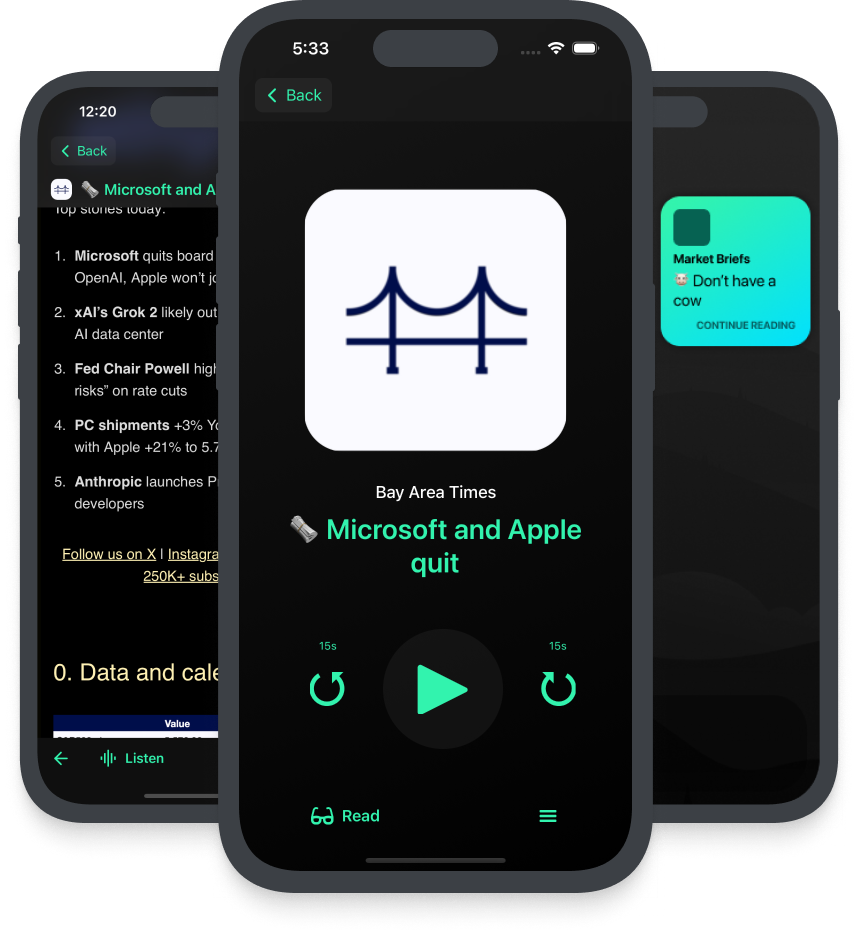 12:20
Back
Microsoft and A
Top stories today:
1. Microsoft quits board
OpenAI, Apple won't jo
2. xAI's Grok 2 likely out
AI data center
3. Fed Chair Powell high
risks" on rate cuts
4. PC shipments +3% Yo
with Apple +21% to 5.7
5. Anthropic launches P
developers
Follow us on X | Instagra
250K+ subs
0. Data and cale
Value
Listen
5:33
Back
Bay Area Times
Microsoft and Apple
quit
15s
15s
Read
Market Briefs
Don't have a
cow
CONTINUE READING